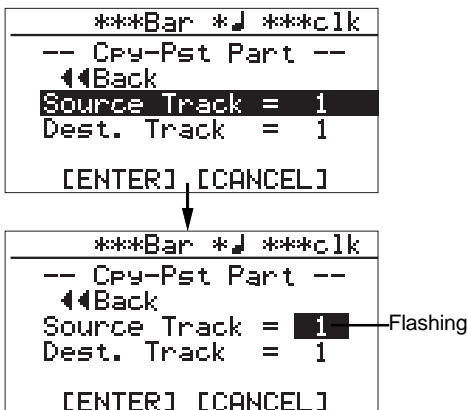 ***Bar *♩ ***clk
-- Cpy-Pst Part --
◀◀Back
Source Track = 1
Dest. Track = 1
[ENTER] [CANCEL]
***Bar *♩ ***clk
-- Cpy-Pst Part --
◀◀Back
Source Track = 1
Flashing
Dest. Track = 1
[ENTER] [CANCEL]